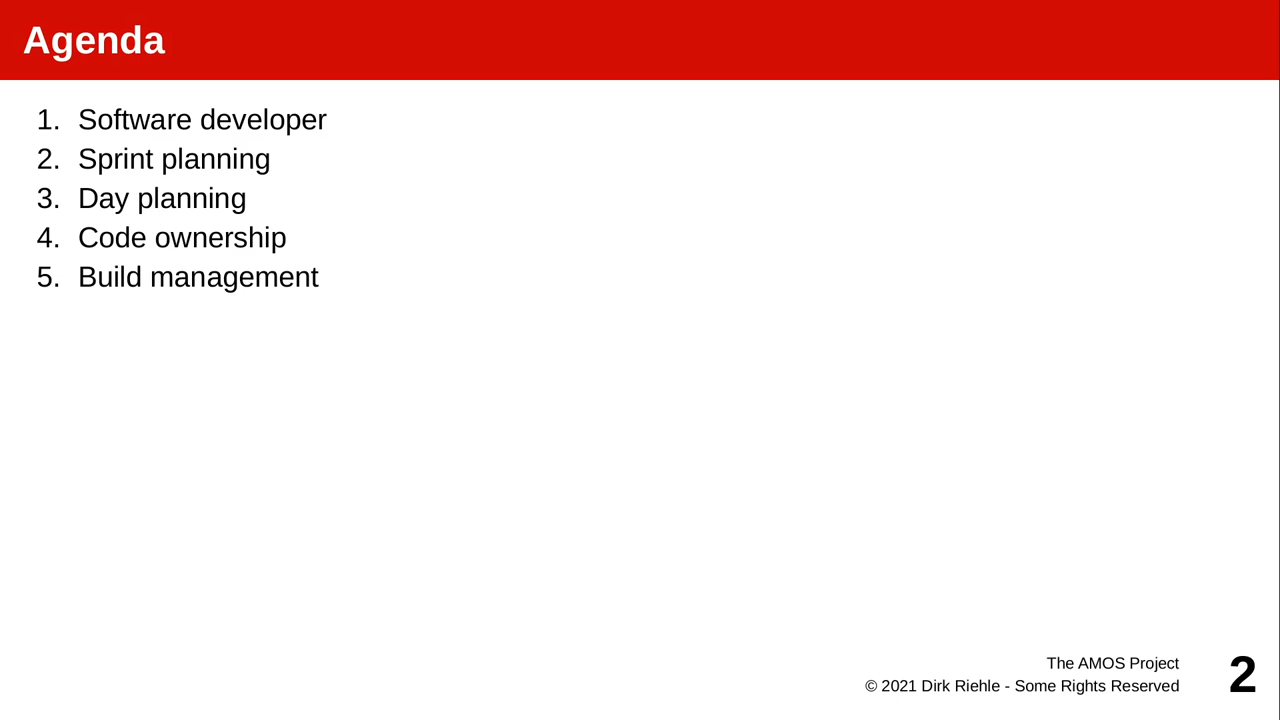 Agenda
1. Software developer
2. Sprint planning
3. Day planning
4. Code ownership
5. Build management
The AMOS Project
© 2021 Dirk Riehle - Some Rights Reserved
2